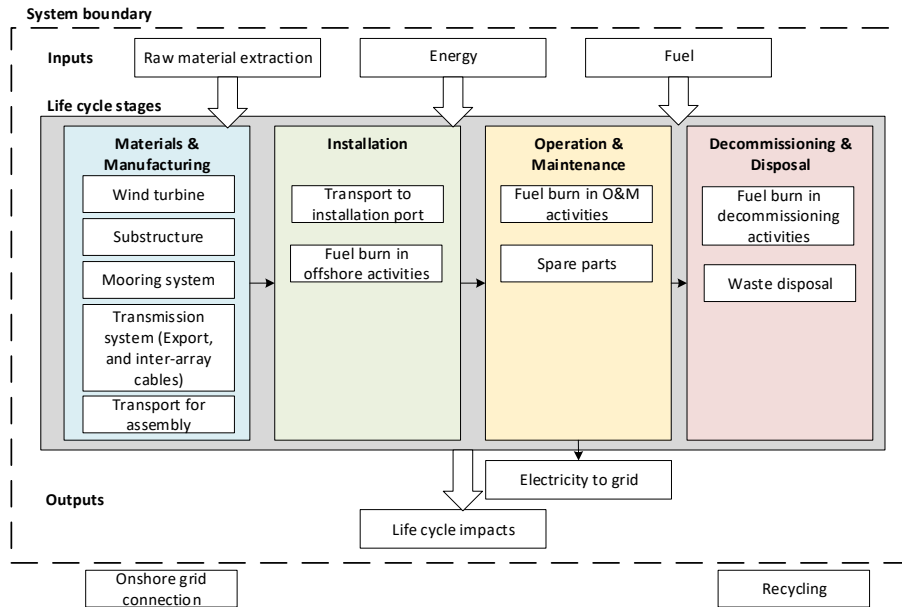 System boundary
Inputs
Raw material extraction
Energy
Fuel
Life cycle stages
Materials &
Manufacturing
Wind turbine
Substructure
Mooring system
Transmission
system (Export,
and inter-array
cables)
Transport for
assembly
Installation
Transport to
installation port
Fuel burn in
offshore activities
Operation &
Maintenance
Fuel burn in O&M
activities
Spare parts
Decommissioning &
Disposal
Fuel burn in
decommissioning
activities
Waste disposal
Electricity to grid
Outputs
Life cycle impacts
Onshore grid
connection
Recycling